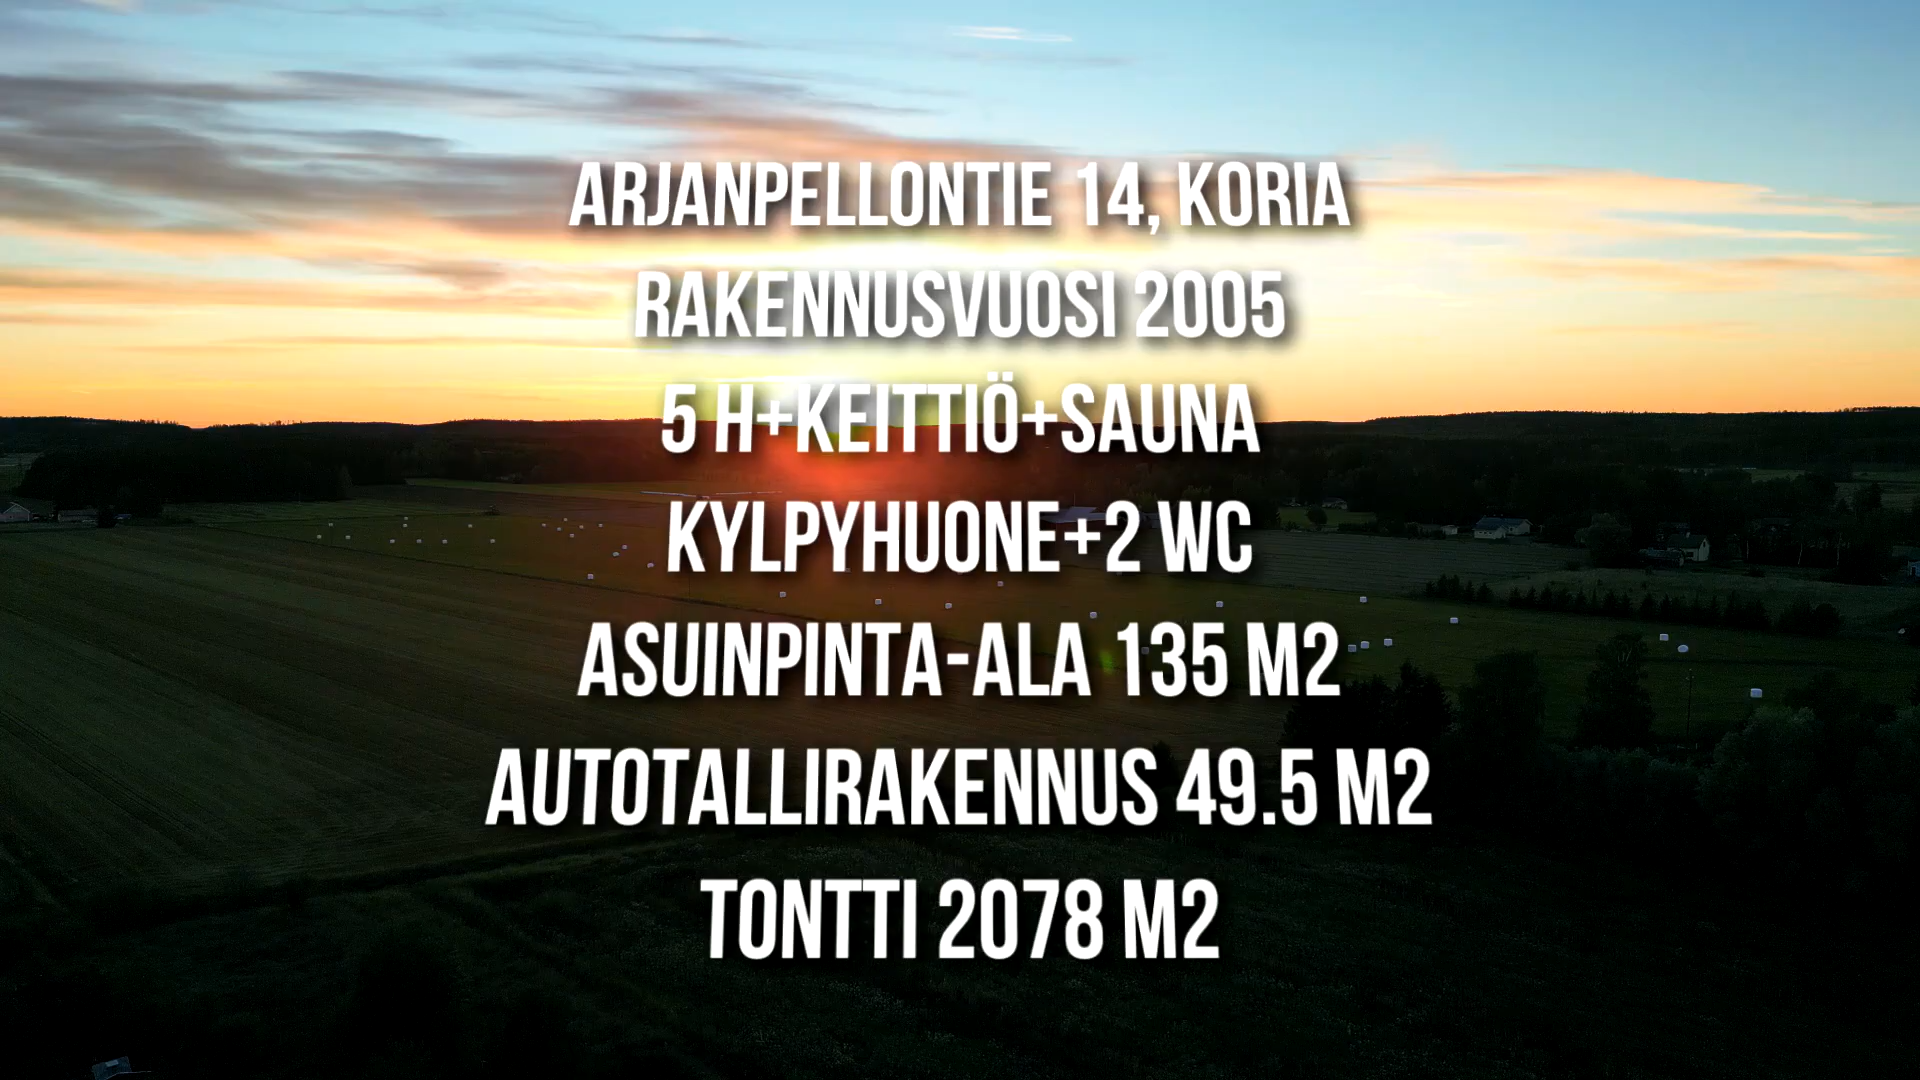 ARJANPELLONTIE 14, KORIA
RAKENNUSVUOSI 2005
5 H+KEITTIÖ+SAUNA
KYLPYHUONE+2 WC
ASUINPINTA-ALA 135 M2
AUTOTALLIRAKENNUS 49.5 M2
TONTTI 2078 M2